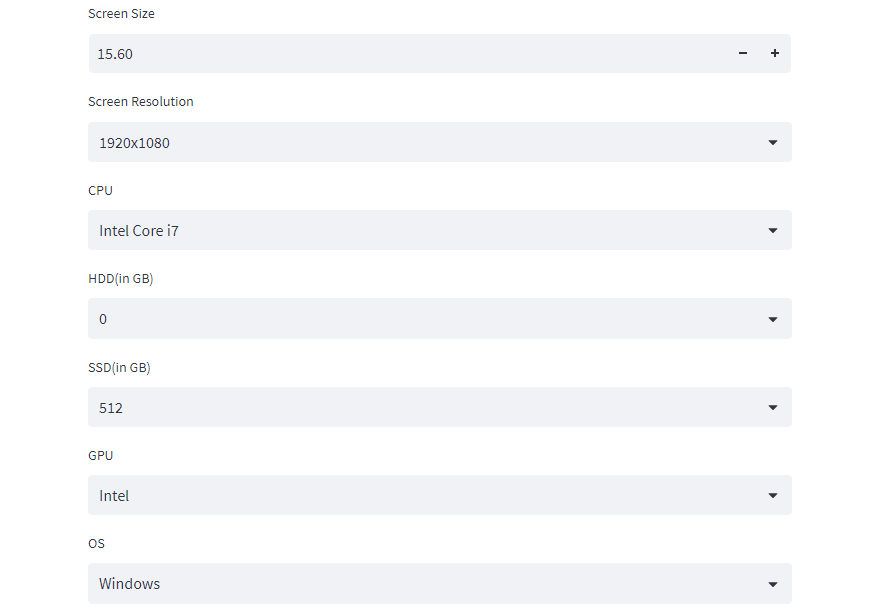 Screen Size
15.60
Screen Resolution
1920x1080
CPU
Intel Core i7
HDD(in GB)
0
SSD(in GB)
512
GPU
Intel
OS
Windows